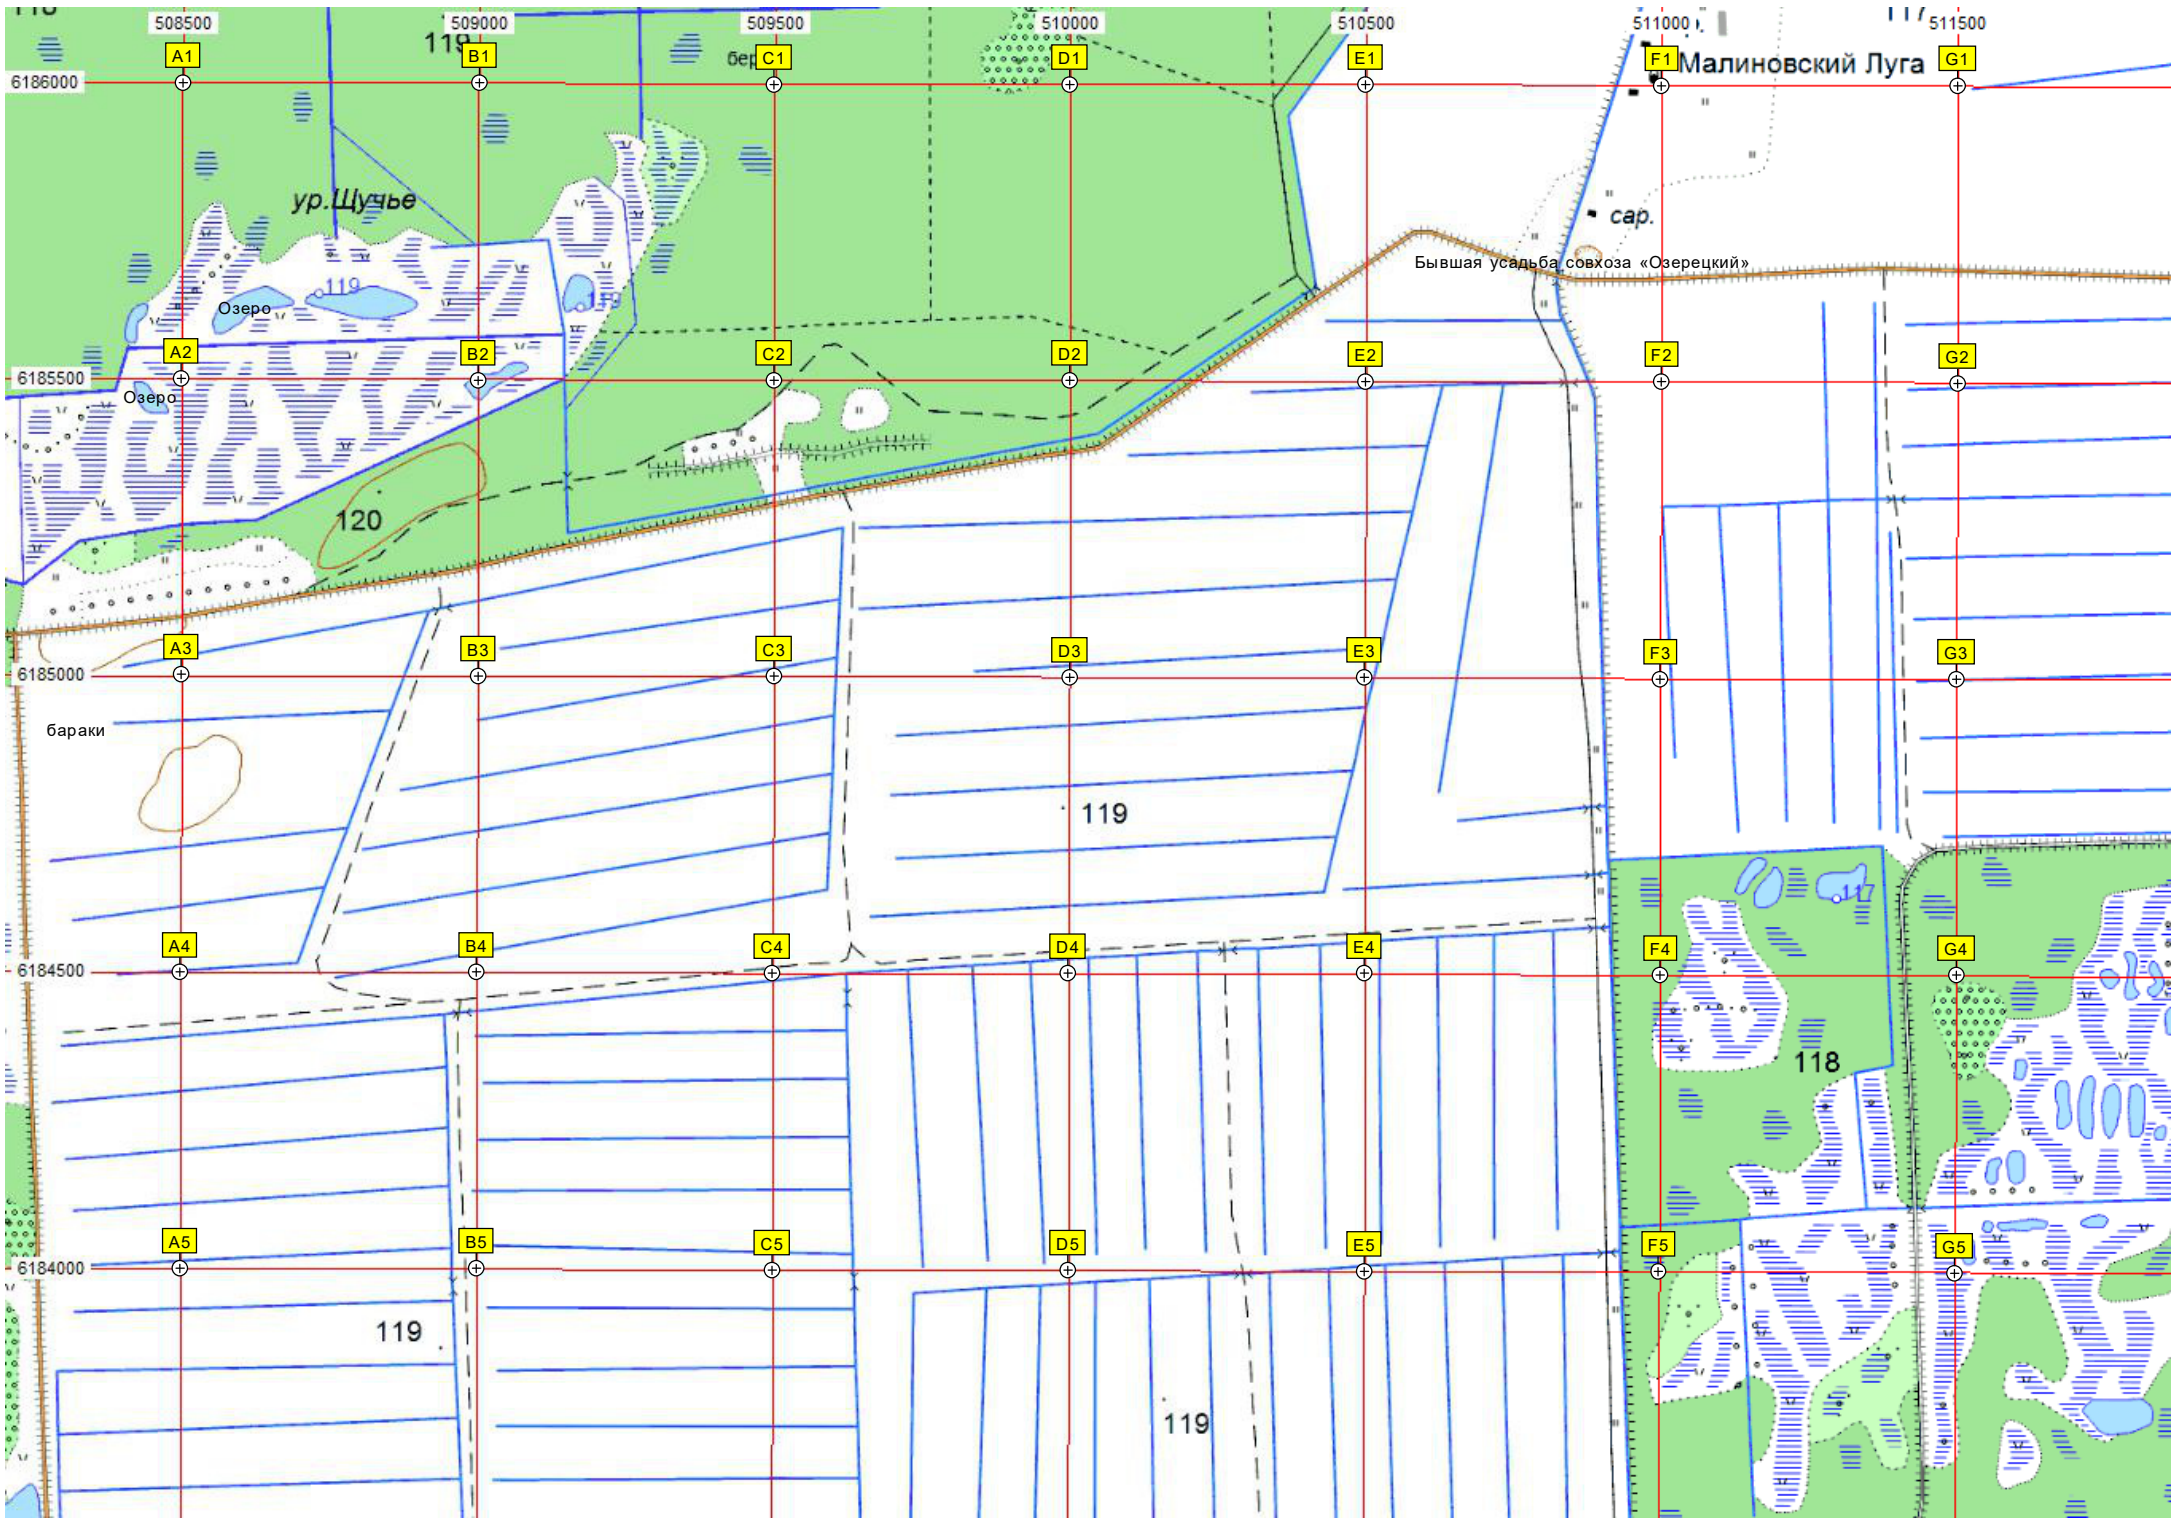 508500 509000 509500 510000 510500 511000 511500
119
117
A1 B1 C1 D1 E1 F1 G1
6186000
Малиновский Луга
ур.Щучье
сар.
Бывшая усадьба совхоза «Озерецкий»
119
119
Озеро
A2 B2 C2 D2 E2 F2 G2
6185500
Озеро
120
A3 B3 C3 D3 E3 F3 G3
6185000
бараки
119
117
A4 B4 C4 D4 E4 F4 G4
6184500
118
A5 B5 C5 D5 E5 F5 G5
6184000
119
119